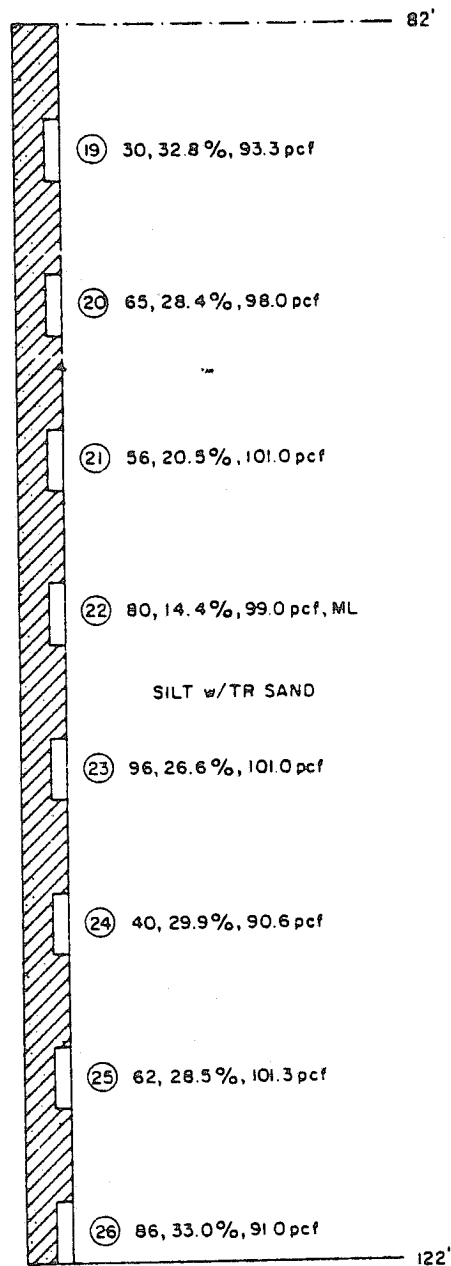 82'
19 30, 32.8%, 93.3 pcf
20 65, 28.4%, 98.0 pcf
21 56, 20.5%, 101.0 pcf
22 80, 14.4%, 99.0 pcf, ML
SILT w/TR SAND
23 96, 26.6%, 101.0 pcf
24 40, 29.9%, 90.6 pcf
25 62, 28.5%, 101.3 pcf
26 86, 33.0%, 91.0 pcf
122'